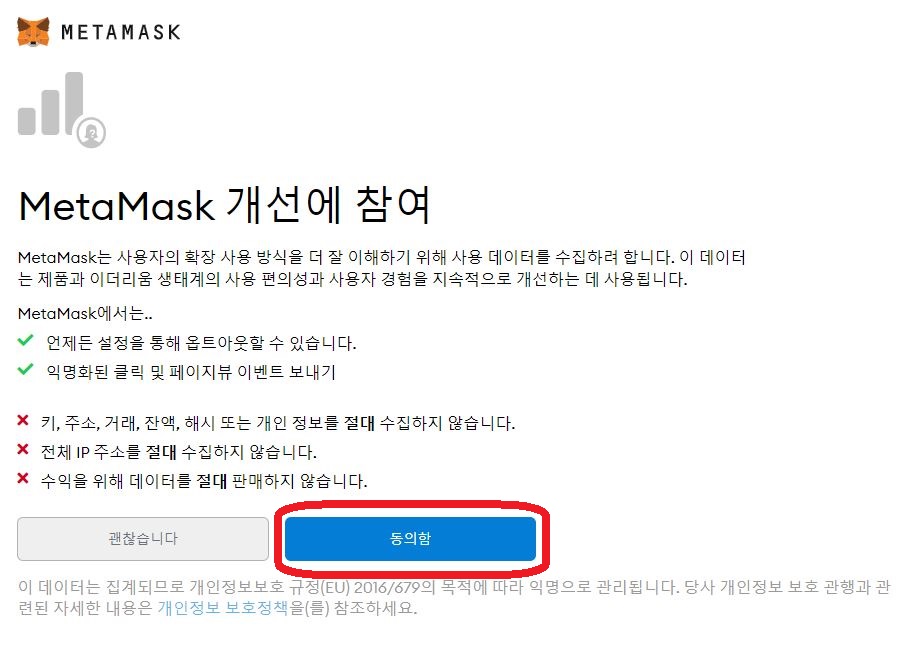 METAMASK
MetaMask 개선에 참여
MetaMask는 사용자의 확장 사용 방식을 더 잘 이해하기 위해 사용 데이터를 수집하려 합니다. 이 데이터
는 제품과 이더리움 생태계의 사용 편의성과 사용자 경험을 지속적으로 개선하는 데 사용됩니다.
MetaMask에서는..
언제든 설정을 통해 옵트아웃할 수 있습니다.
익명화된 클릭 및 페이지뷰 이벤트 보내기
키, 주소, 거래, 잔액, 해시 또는 개인 정보를 절대 수집하지 않습니다.
전체 IP 주소를 절대 수집하지 않습니다.
수익을 위해 데이터를 절대 판매하지 않습니다.
괜찮습니다
동의함
이 데이터는 집계되므로 개인정보보호 규정(EU) 2016/679의 목적에 따라 익명으로 관리됩니다. 당사 개인정보 보호 관행과 관
련된 자세한 내용은 개인정보 보호정책을(를) 참조하세요.